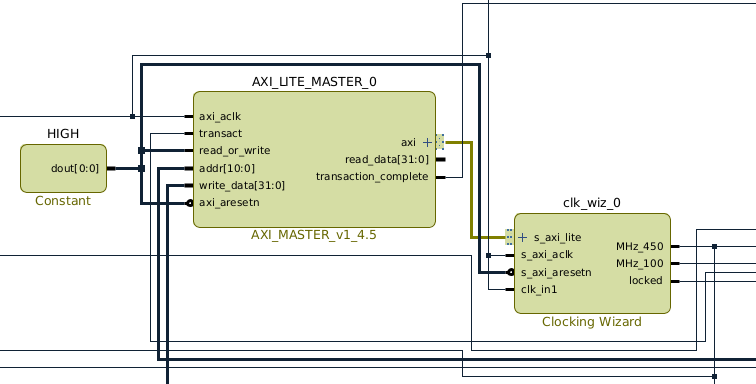 AXI_LITE_MASTER_0
axi_aclk
transact
read_or_write
addr[10:0]
write_data[31:0]
axi_aresetn
axi
read_data[31:0]
transaction_complete
AXI_MASTER_v1_4.5
HIGH
dout[0:0]
Constant
clk_wiz_0
s_axi_lite
s_axi_aclk
s_axi_aresetn
clk_in1
MHz_450
MHz_100
locked
Clocking Wizard